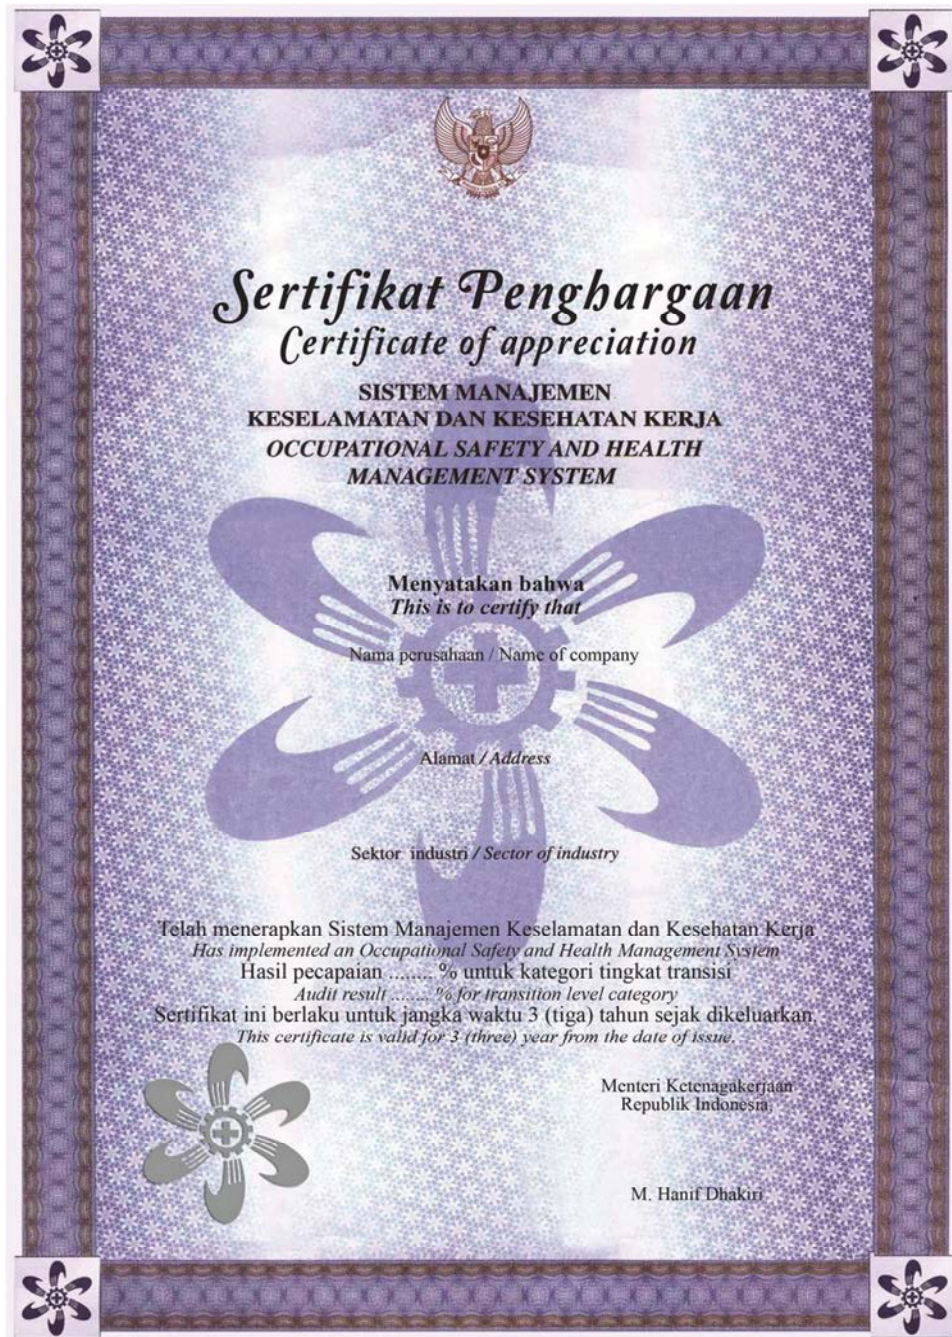 Sertifikat Penghargaan
Certificate of appreciation
SISTEM MANAJEMEN
KESELAMATAN DAN KESEHATAN KERJA
OCCUPATIONAL SAFETY AND HEALTH
MANAGEMENT SYSTEM
Menyatakan bahwa
This is to certify that
Nama perusahaan / Name of company
Alamat / Address
Sektor industri / Sector of industry
Telah menerapkan Sistem Manajemen Keselamatan dan Kesehatan Kerja
Has implemented an Occupational Safety and Health Management System
Hasil pecapaian ........ % untuk kategori tingkat transisi
Audit result ........ % for transition level category
Sertifikat ini berlaku untuk jangka waktu 3 (tiga) tahun sejak dikeluarkan.
This certificate is valid for 3 (three) year from the date of issue.
Menteri Ketenagakerjaan
Republik Indonesia,
M. Hanif Dhakiri